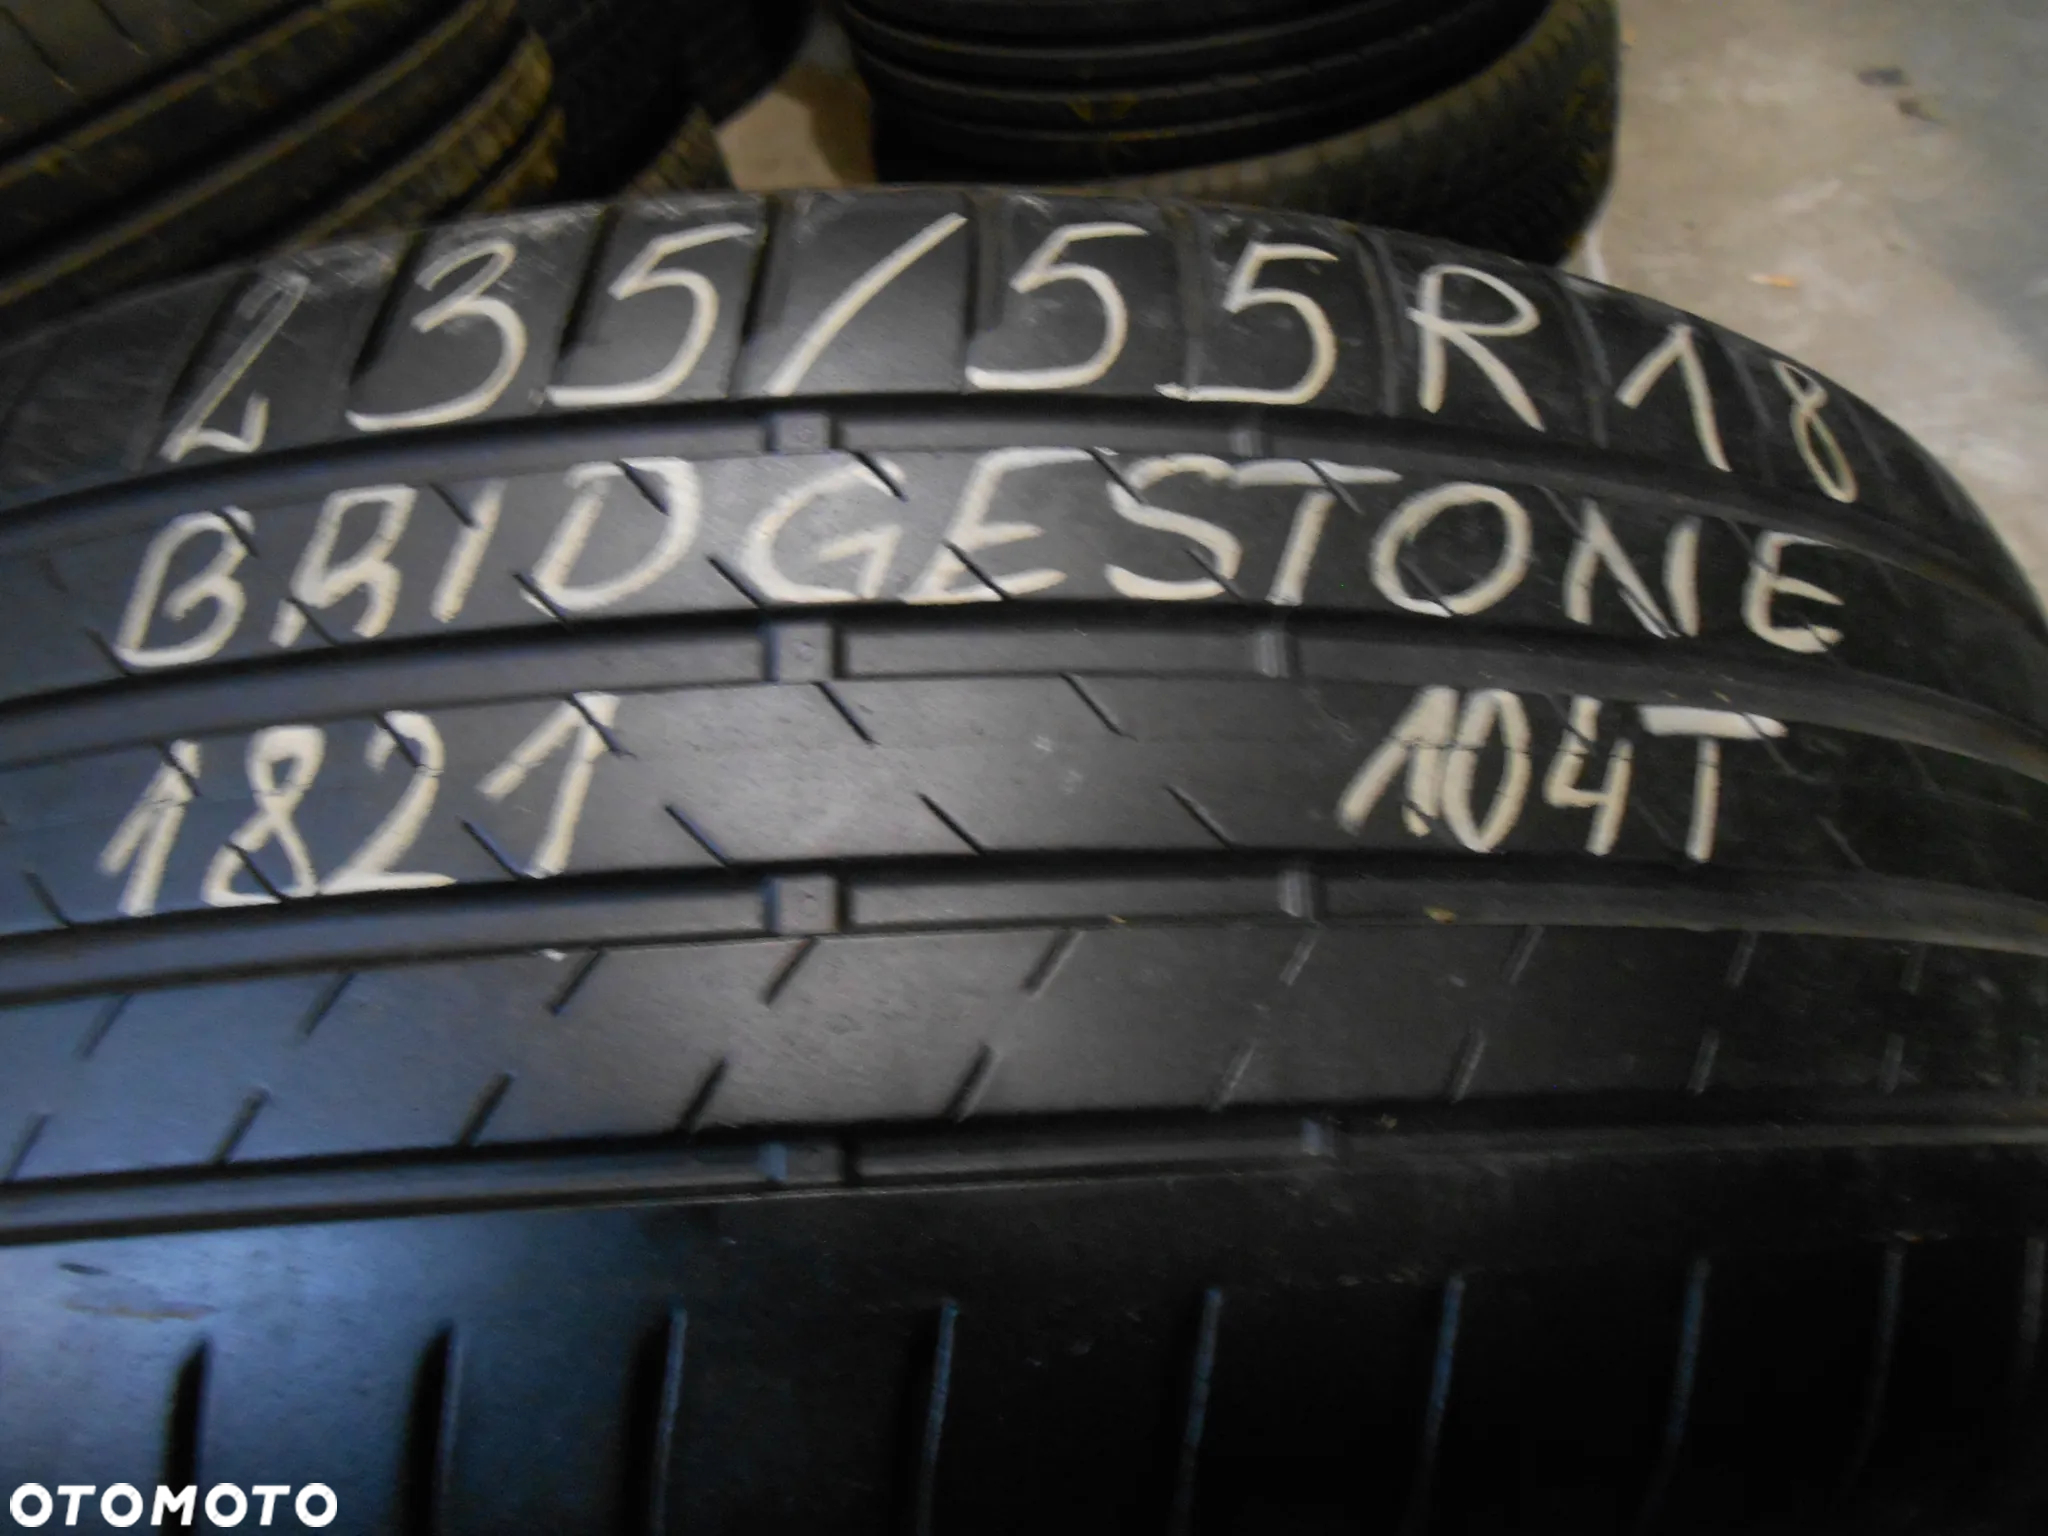 235/55R18
BRIDGESTONE
1821 104T
OTOMOTO